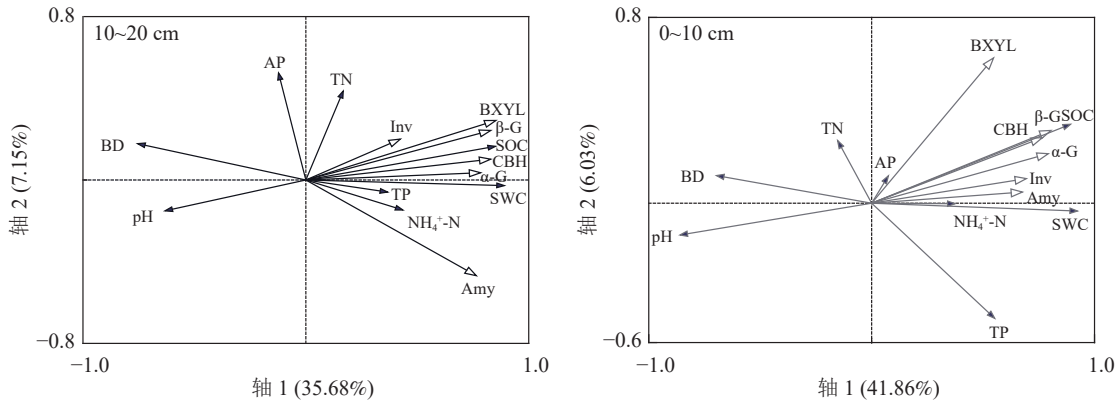 0.8
10~20 cm
AP
TN
BXYL
Inv
β-G
BD
SOC
CBH
α-G
TP
SWC
pH
NH₄⁺-N
Amy
轴 2 (7.15%)
−0.8
−1.0
1.0
轴 1 (35.68%)
0.8
0~10 cm
BXYL
β-G
SOC
TN
CBH
AP
α-G
BD
Inv
Amy
NH₄⁺-N
SWC
pH
TP
轴 2 (6.03%)
−0.6
−1.0
1.0
轴 1 (41.86%)